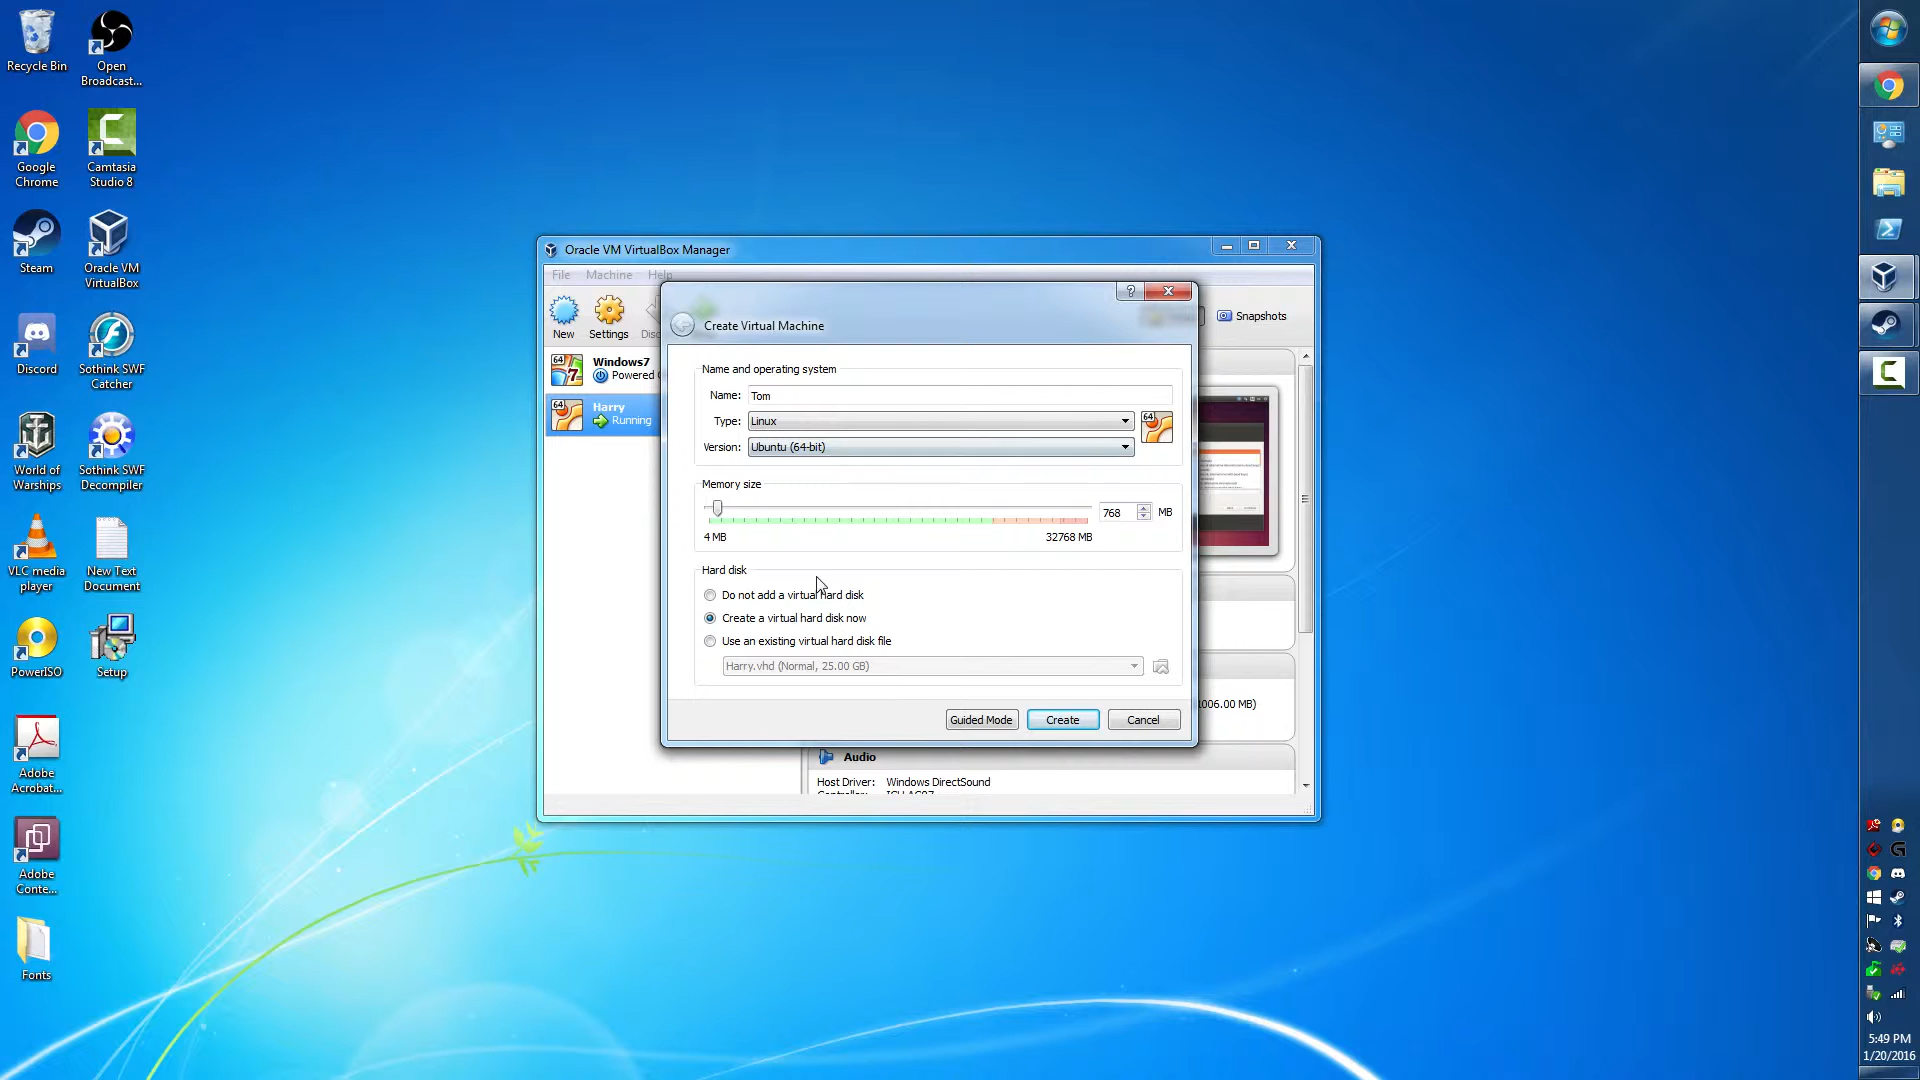 Recycle Bin
Open
Broadcast...
Google
Chrome
Camtasia
Studio 8
Steam
Oracle VM
VirtualBox
Discord
Sothink SWF
Catcher
World of
Warships
Sothink SWF
Decompiler
VLC media
player
New Text
Document
PowerISO
Setup
Adobe
Acrobat...
Adobe
Conte...
Fonts
Oracle VM VirtualBox Manager
File Machine Help
New
Settings
Disc
Snapshots
64
7
Windows7
Powered
64
Harry
Running
Create Virtual Machine
?
Name and operating system
Name: Tom
Type: Linux
64
Version: Ubuntu (64-bit)
Memory size
768 MB
4 MB 32768 MB
Hard disk
Do not add a virtual hard disk
Create a virtual hard disk now
Use an existing virtual hard disk file
Harry.vhd (Normal, 25.00 GB)
Guided Mode Create Cancel
006.00 MB)
Audio
Host Driver: Windows DirectSound
5:49 PM
1/20/2016